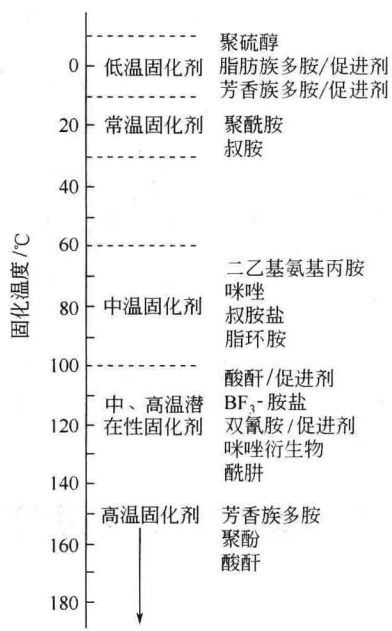 聚硫醇
0 低温固化剂 脂肪族多胺/促进剂
芳香族多胺/促进剂
20 常温固化剂 聚酰胺
叔胺
40
60
二乙基氨基丙胺
咪唑
80 中温固化剂 叔胺盐
脂环胺
100
酸酐/促进剂
中、高温潜 BF₃-胺盐
120 在性固化剂 双氰胺/促进剂
咪唑衍生物
140 酰肼
高温固化剂 芳香族多胺
160 聚酚
酸酐
180
固化温度/℃